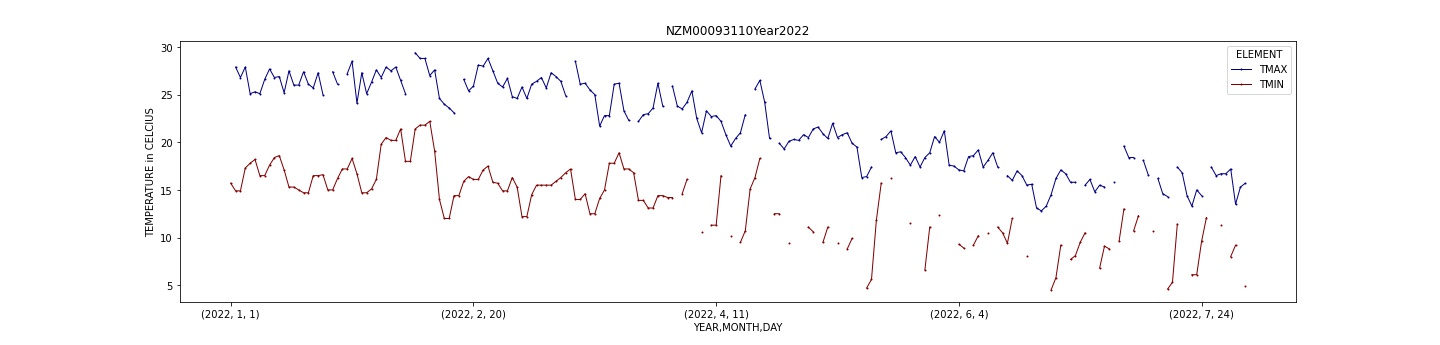 NZM00093110Year2022
ELEMENT
TMAX
TMIN
TEMPERATURE in CELCIUS
30
25
20
15
10
5
(2022, 1, 1)
(2022, 2, 20)
(2022, 4, 11)
(2022, 6, 4)
(2022, 7, 24)
YEAR,MONTH,DAY